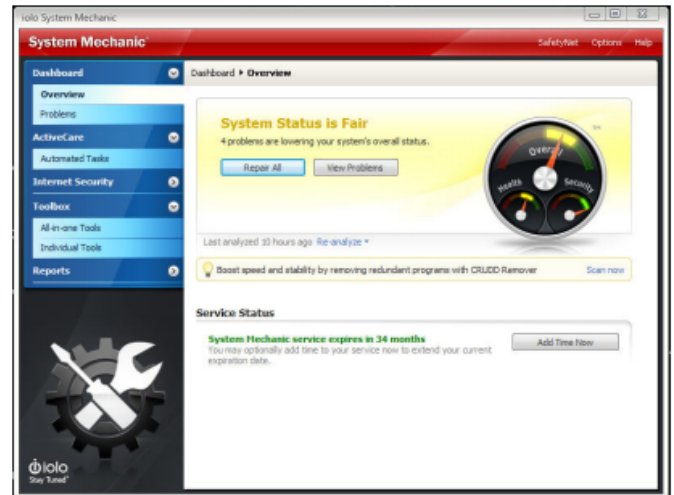 iolo System Mechanic
System Mechanic
SafetyNet Options Help
Dashboard
Overview
Problems
ActiveCare
Automated Tasks
Internet Security
Toolbox
All-in-one Tools
Individual Tools
Reports
Dashboard Overview
System Status is Fair
4 problems are lowering your system's overall status.
Repair All View Problems
Overall
Health Security
Last analyzed 10 hours ago Re-analyze
Boost speed and stability by removing redundant programs with CRUDD Remover Scan now
Service Status
System Mechanic service expires in 34 months
You may optionally add time to your service now to extend your current
expiration date.
Add Time Now
iolo
Stay Tuned